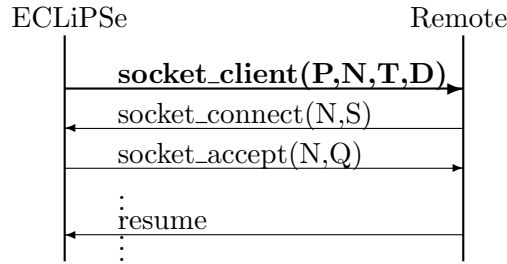 ECLiPSe Remote
socket_client(P,N,T,D)
socket_connect(N,S)
socket_accept(N,Q)
resume